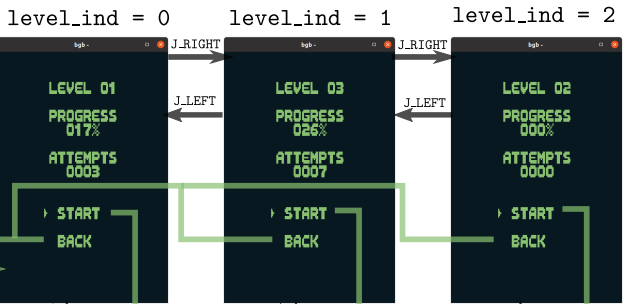 level_ind = 0
level_ind = 1
level_ind = 2
bgb -
J_RIGHT
bgb -
J_RIGHT
bgb -
LEVEL 01
LEVEL 03
LEVEL 02
J_LEFT
J_LEFT
PROGRESS
017%
PROGRESS
026%
PROGRESS
000%
ATTEMPTS
0003
ATTEMPTS
0007
ATTEMPTS
0000
START
START
START
BACK
BACK
BACK